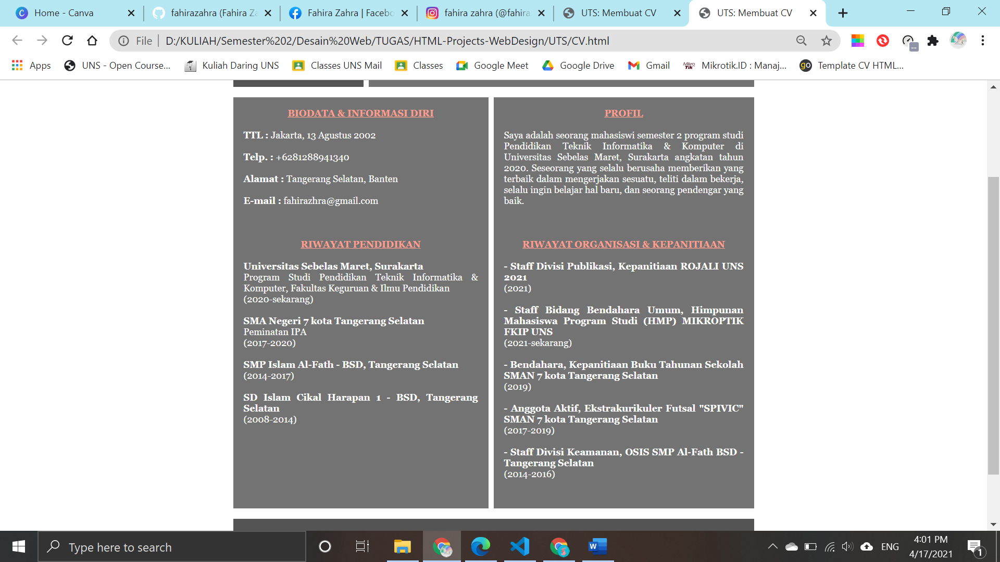 Home - Canva
fahirazahra (Fahira Za
Fahira Zahra | Facebo
fahira zahra (@fahira
UTS: Membuat CV
UTS: Membuat CV
File | D:/KULIAH/Semester%202/Desain%20Web/TUGAS/HTML-Projects-WebDesign/UTS/CV.html
Apps
UNS - Open Course...
Kuliah Daring UNS
Classes UNS Mail
Classes
Google Meet
Google Drive
Gmail
Mikrotik.ID : Manaj...
go
Template CV HTML...
BIODATA & INFORMASI DIRI
TTL : Jakarta, 13 Agustus 2002
Telp. : +6281288941340
Alamat : Tangerang Selatan, Banten
E-mail : fahirazhra@gmail.com
RIWAYAT PENDIDIKAN
Universitas Sebelas Maret, Surakarta
Program Studi Pendidikan Teknik Informatika &
Komputer, Fakultas Keguruan & Ilmu Pendidikan
(2020-sekarang)
SMA Negeri 7 kota Tangerang Selatan
Peminatan IPA
(2017-2020)
SMP Islam Al-Fath - BSD, Tangerang Selatan
(2014-2017)
SD Islam Cikal Harapan 1 - BSD, Tangerang
Selatan
(2008-2014)
PROFIL
Saya adalah seorang mahasiswi semester 2 program studi
Pendidikan Teknik Informatika & Komputer di
Universitas Sebelas Maret, Surakarta angkatan tahun
2020. Seseorang yang selalu berusaha memberikan yang
terbaik dalam mengerjakan sesuatu, teliti dalam bekerja,
selalu ingin belajar hal baru, dan seorang pendengar yang
baik.
RIWAYAT ORGANISASI & KEPANITIAAN
- Staff Divisi Publikasi, Kepanitiaan ROJALI UNS
2021
(2021)
- Staff Bidang Bendahara Umum, Himpunan
Mahasiswa Program Studi (HMP) MIKROPTIK
FKIP UNS
(2021-sekarang)
- Bendahara, Kepanitiaan Buku Tahunan Sekolah
SMAN 7 kota Tangerang Selatan
(2019)
- Anggota Aktif, Ekstrakurikuler Futsal "SPIVIC"
SMAN 7 kota Tangerang Selatan
(2017-2019)
- Staff Divisi Keamanan, OSIS SMP Al-Fath BSD -
Tangerang Selatan
(2014-2016)
Type here to search
ENG
4:01 PM
4/17/2021
1